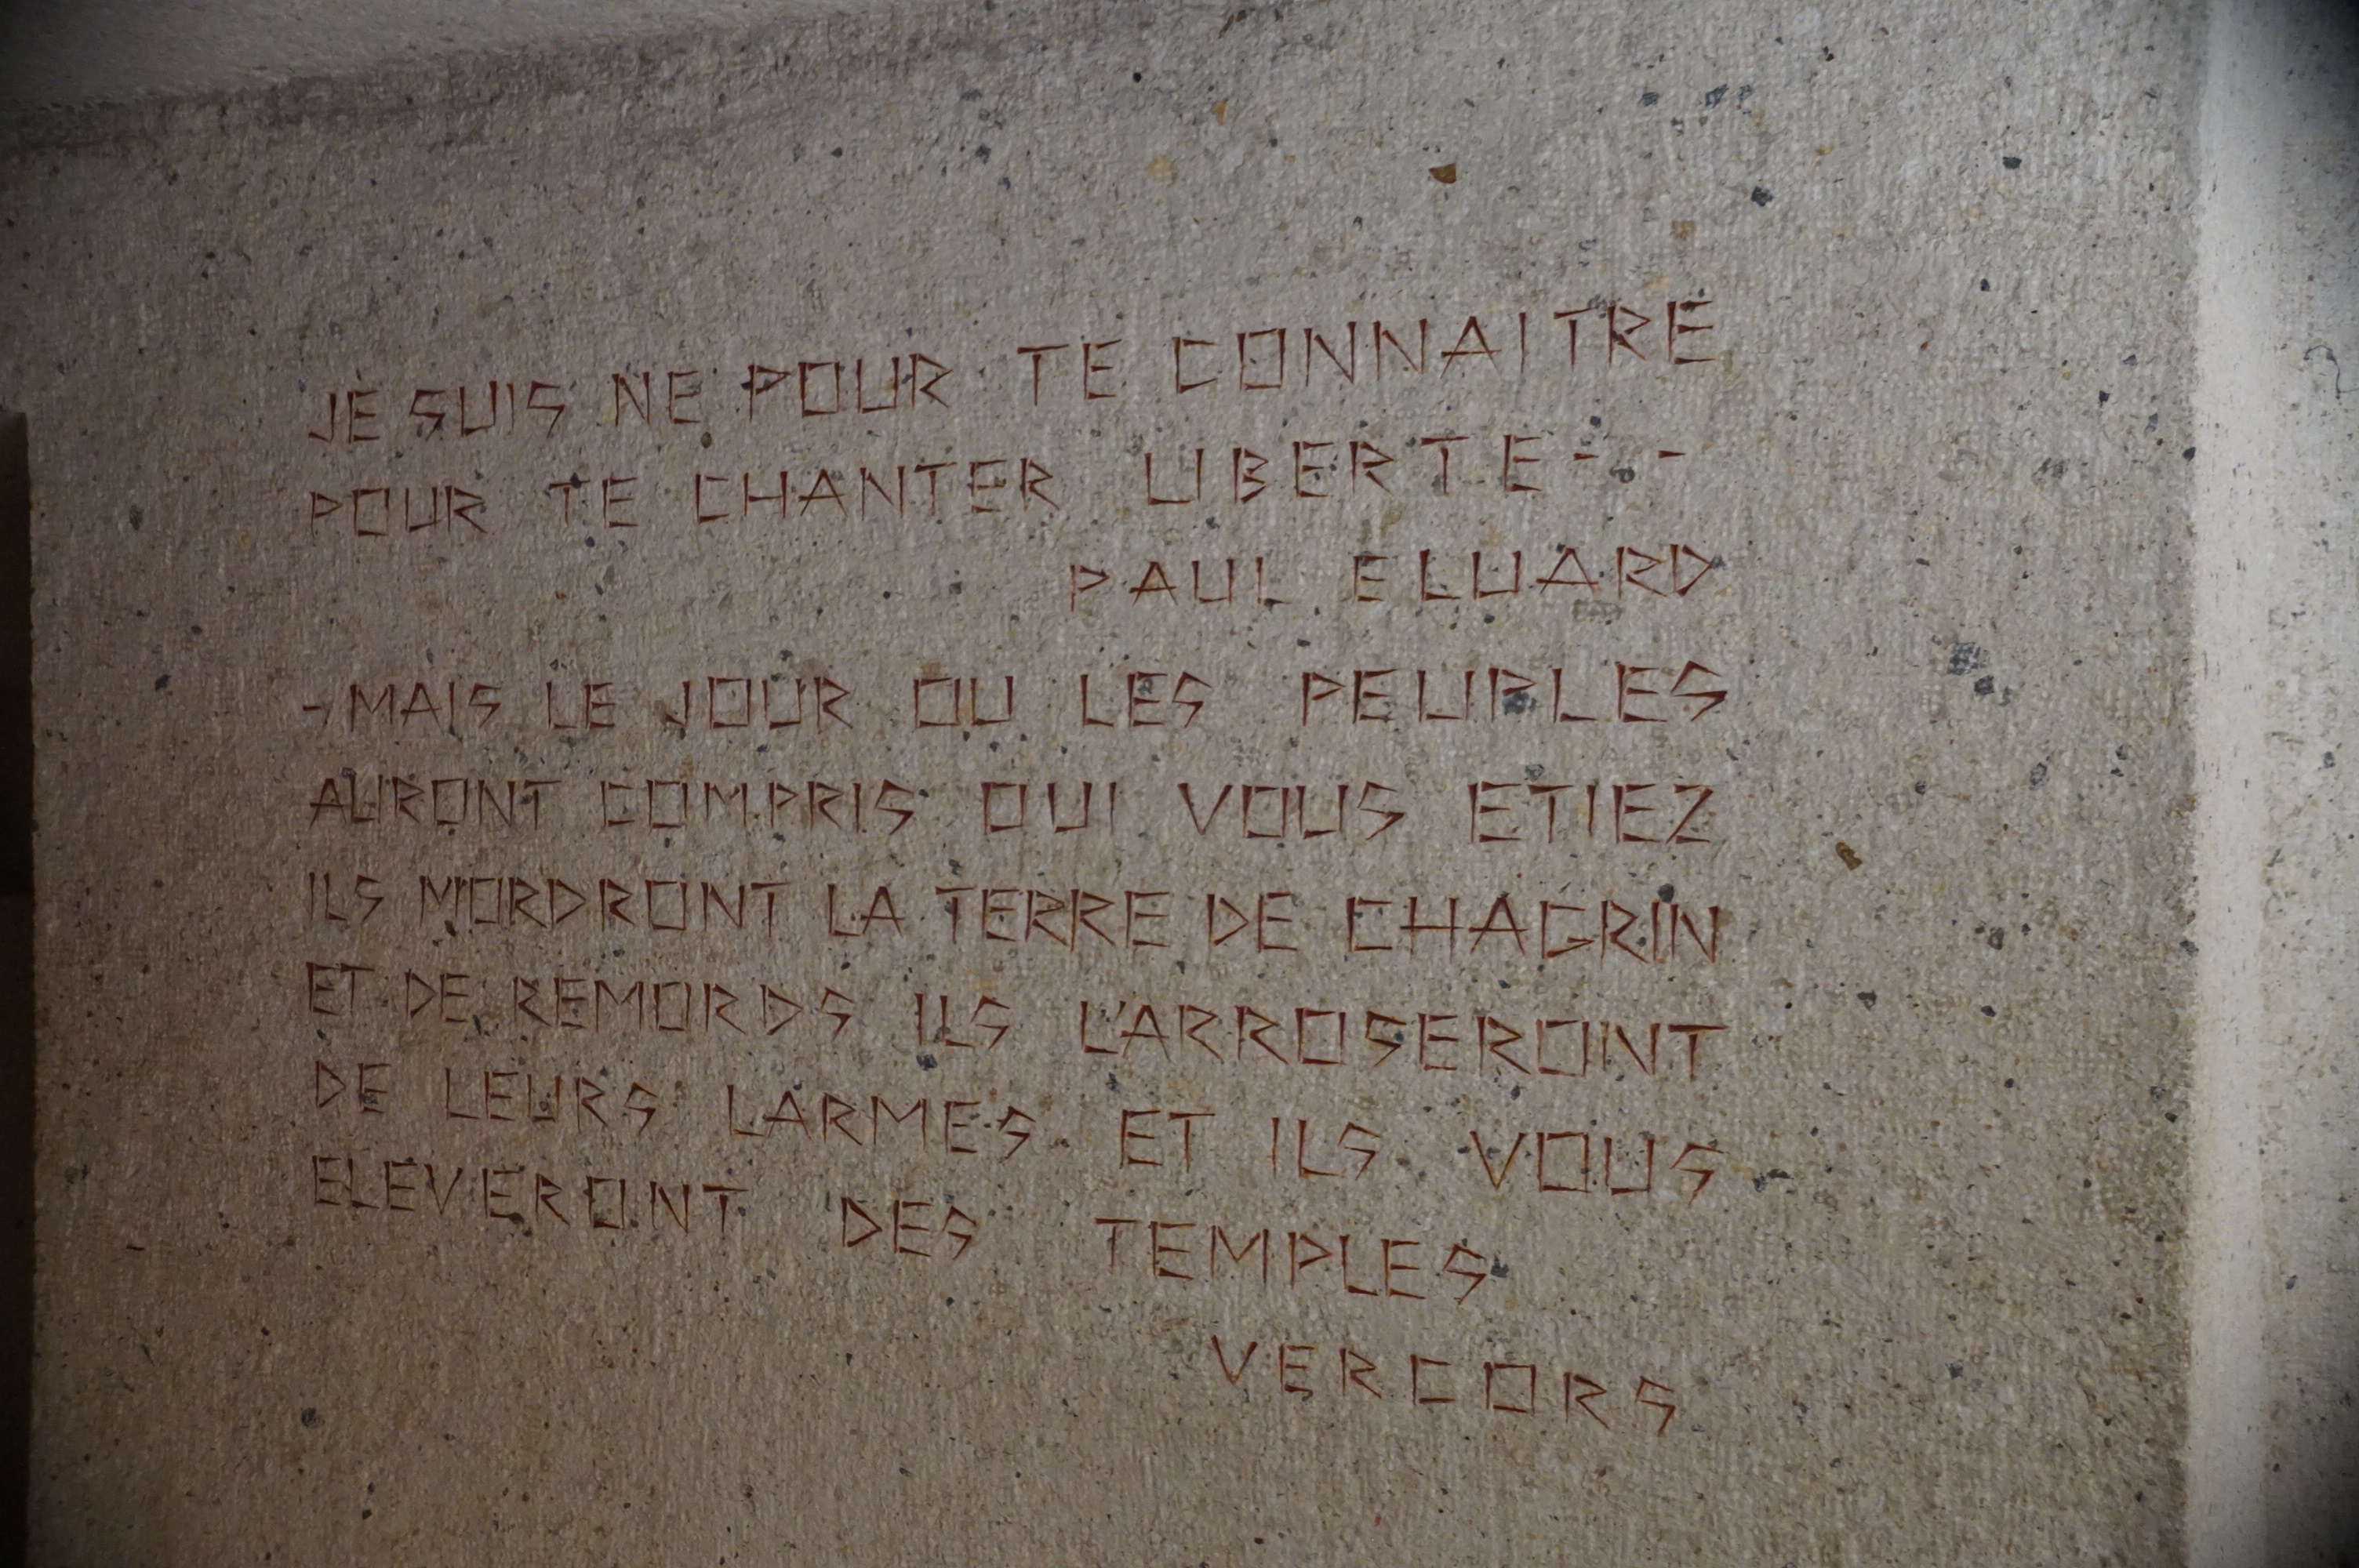 JE SUIS NE POUR TE CONNAITRE
POUR TE CHANTER LIBERTE - - -
PAUL ELUARD
- MAIS LE JOUR OU LES PEUPLES
AURONT COMPRIS QUI VOUS ETIEZ
ILS MORDRONT LA TERRE DE CHAGRIN
ET DE REMORDS ILS L'ARROSERONT
DE LEURS LARMES ET ILS VOUS
ELEVERONT DES TEMPLES
VERCORS